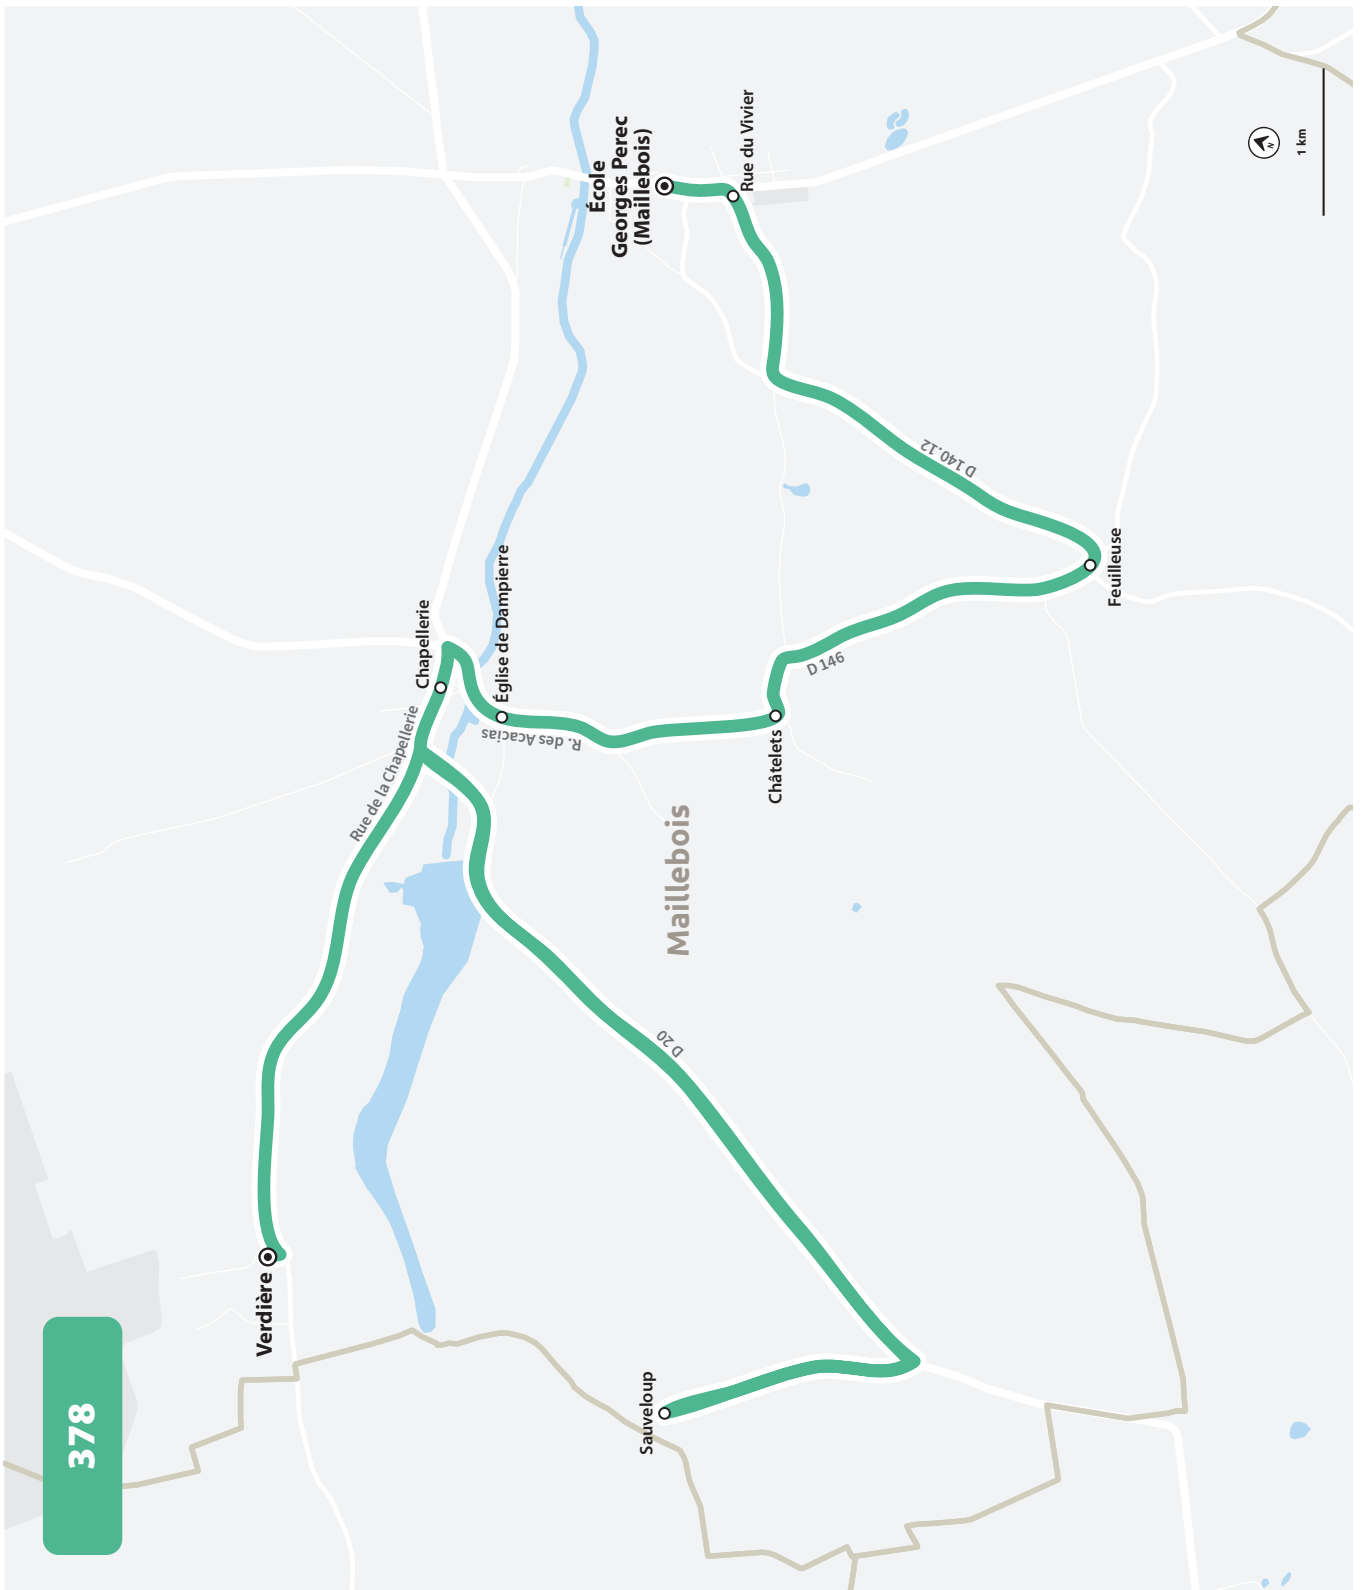 378
Verdière
Sauveloup
Rue de la Chapellerie
D 20
Chapellerie
Église de Dampierre
R. des Acacias
Maillebois
Châtelets
D 146
Feuilleuse
D 140.12
École
Georges Perec
(Maillebois)
Rue du Vivier
N
1 km